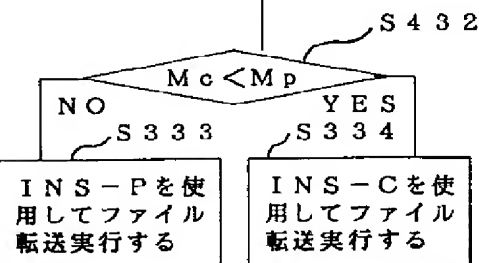 S432
Mc<Mp
NO
YES
S333
S334
INS-Pを使
用してファイル
転送実行する
INS-Cを使
用してファイル
転送実行する